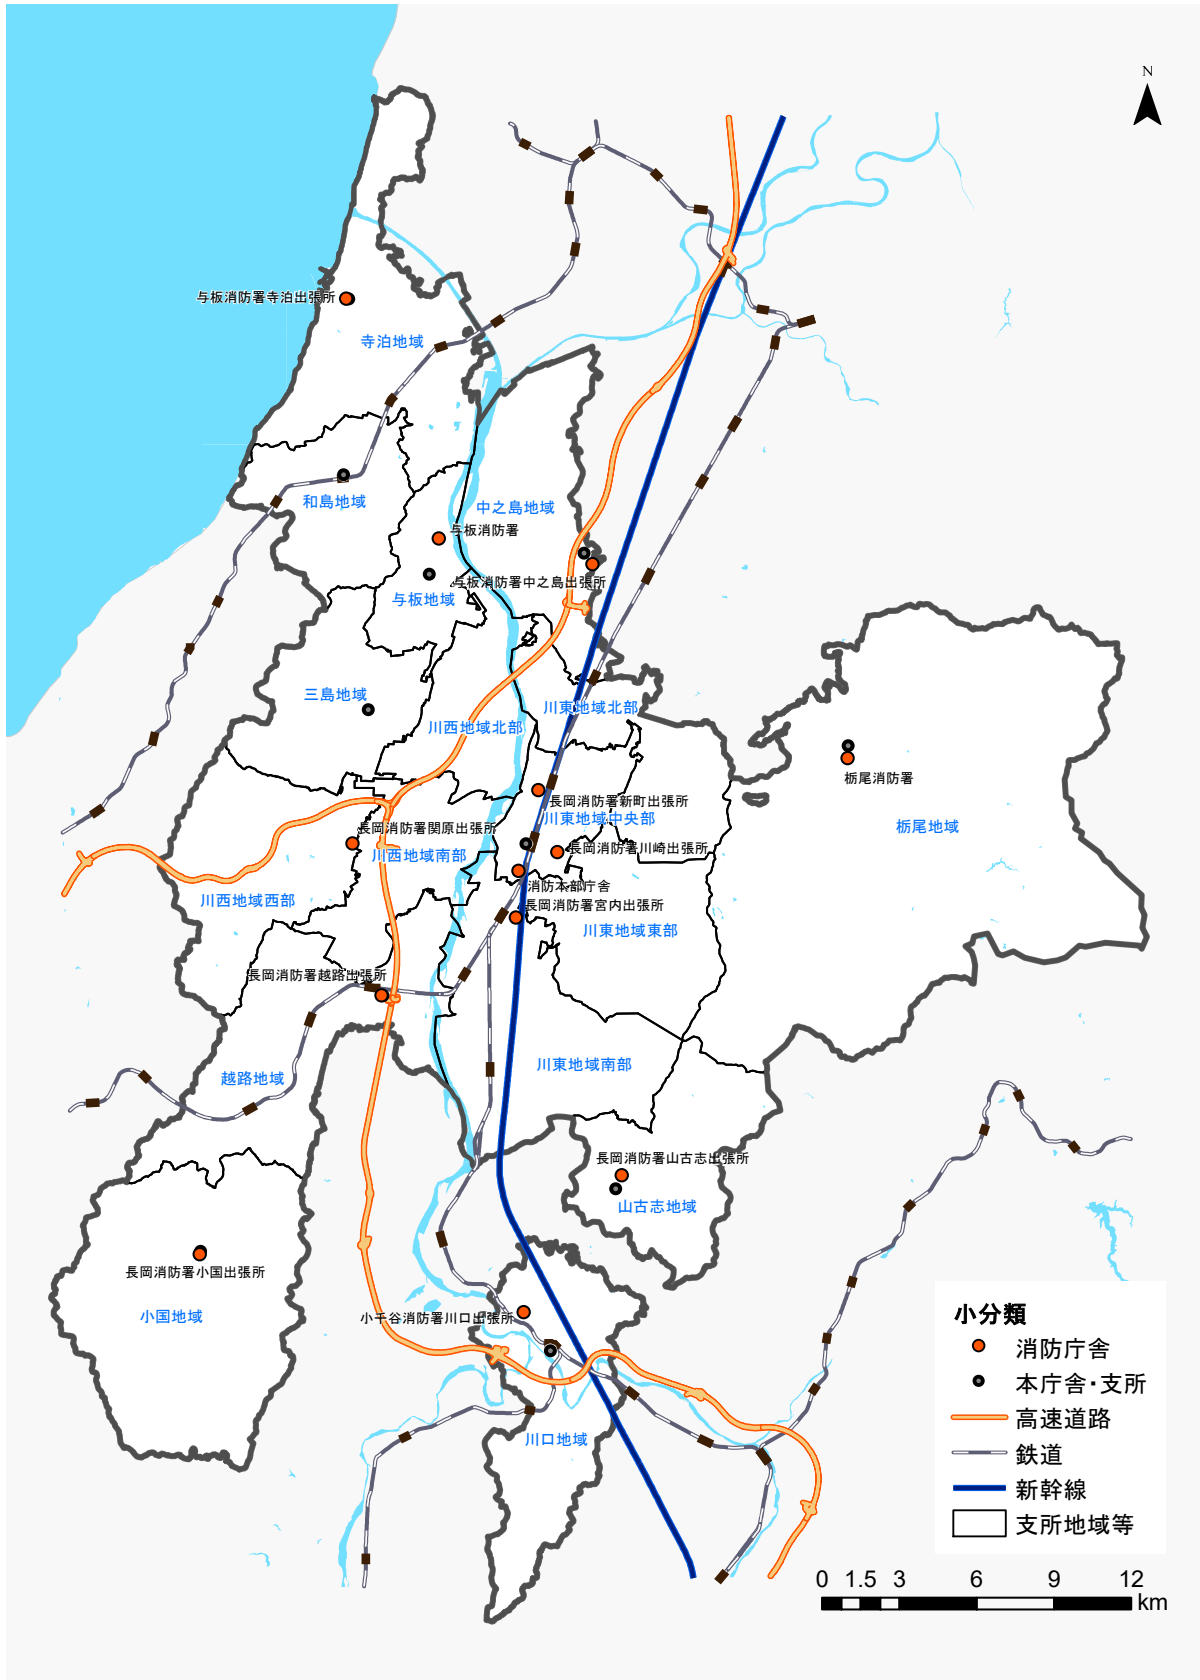 N
与板消防署寺泊出張所
寺泊地域
和島地域
中之島地域
与板消防署
与板消防署中之島出張所
与板地域
三島地域
川西地域北部
川東地域北部
栃尾消防署
長岡消防署新町出張所
川東地域中央部
栃尾地域
長岡消防署関原出張所
長岡消防署川崎出張所
川西地域南部
消防本部庁舎
川西地域西部
長岡消防署宮内出張所
川東地域東部
長岡消防署越路出張所
川東地域南部
越路地域
長岡消防署山古志出張所
山古志地域
長岡消防署小国出張所
小国地域
小千谷消防署川口出張所
川口地域
小分類
消防庁舎
本庁舎・支所
高速道路
鉄道
新幹線
支所地域等
0 1.5 3 6 9 12
km